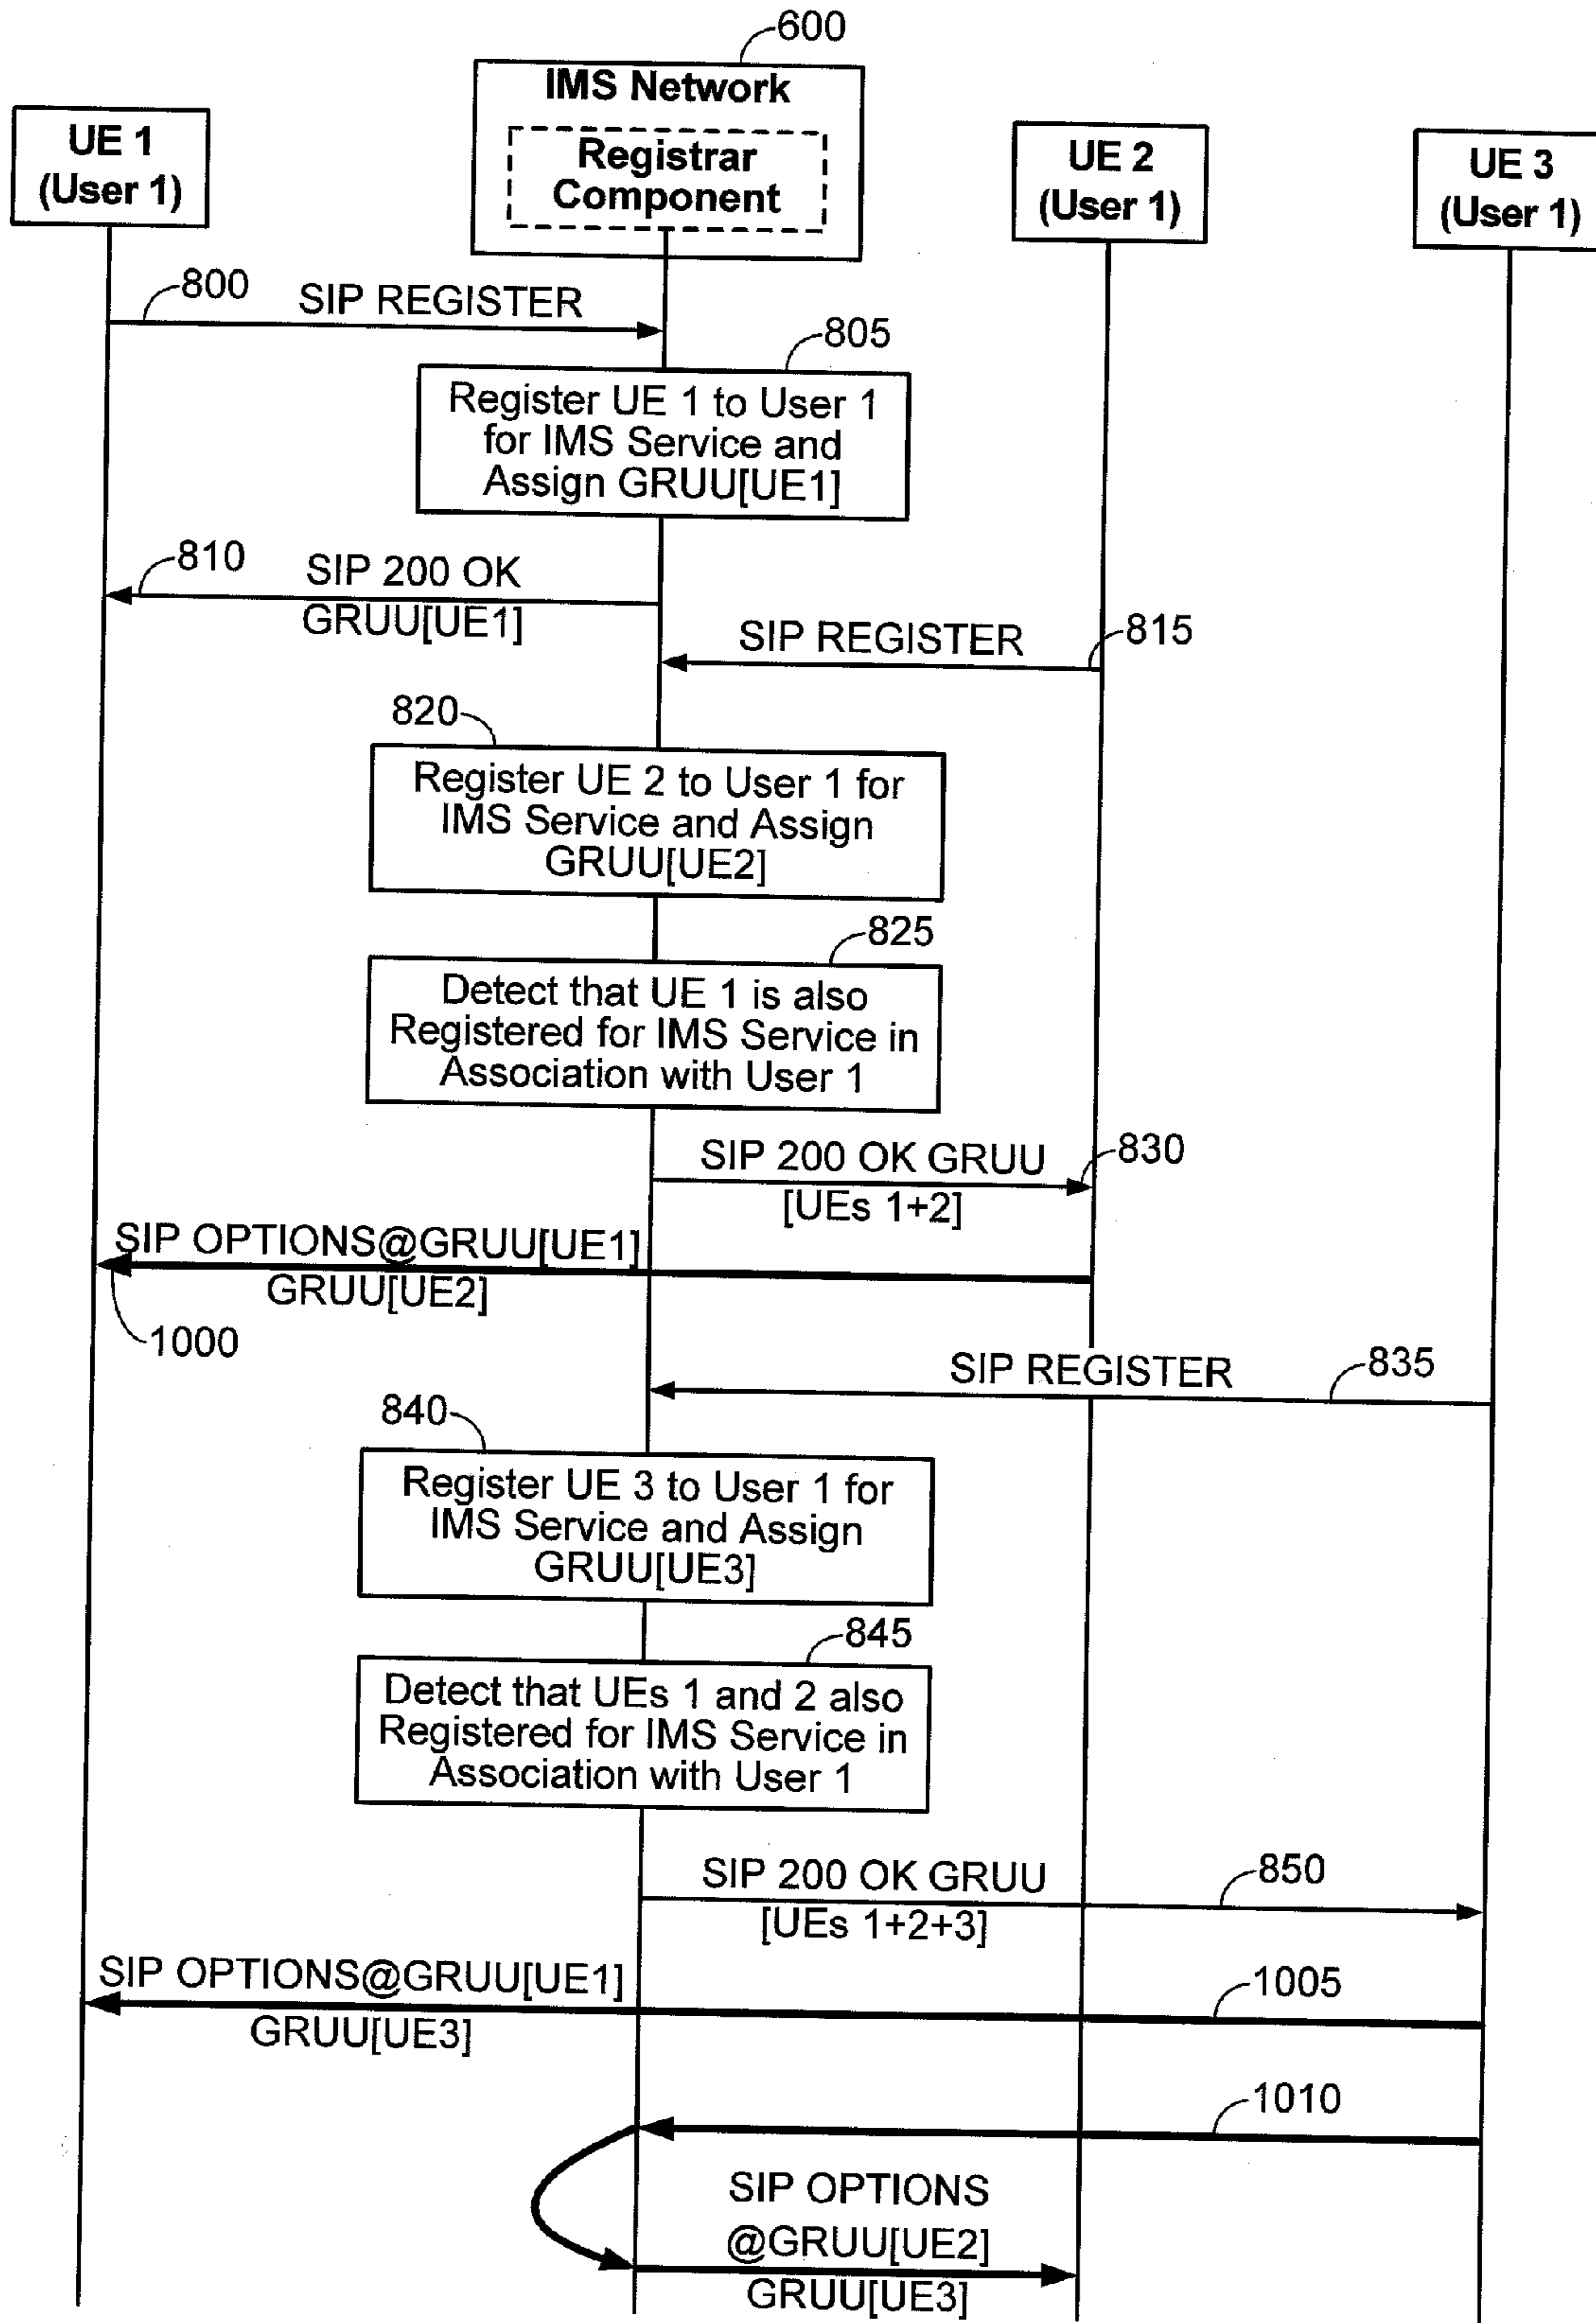 600
IMS Network
Registrar
Component
UE 1
(User 1)
UE 2
(User 1)
UE 3
(User 1)
800
SIP REGISTER
805
Register UE 1 to User 1
for IMS Service and
Assign GRUU[UE1]
810
SIP 200 OK
GRUU[UE1]
SIP REGISTER
815
820
Register UE 2 to User 1 for
IMS Service and Assign
GRUU[UE2]
825
Detect that UE 1 is also
Registered for IMS Service in
Association with User 1
SIP 200 OK GRUU
830
[UEs 1+2]
SIP OPTIONS@GRUU[UE1]
GRUU[UE2]
1000
SIP REGISTER
835
840
Register UE 3 to User 1 for
IMS Service and Assign
GRUU[UE3]
845
Detect that UEs 1 and 2 also
Registered for IMS Service in
Association with User 1
SIP 200 OK GRUU
850
[UEs 1+2+3]
SIP OPTIONS@GRUU[UE1]
1005
GRUU[UE3]
1010
SIP OPTIONS
@GRUU[UE2]
GRUU[UE3]